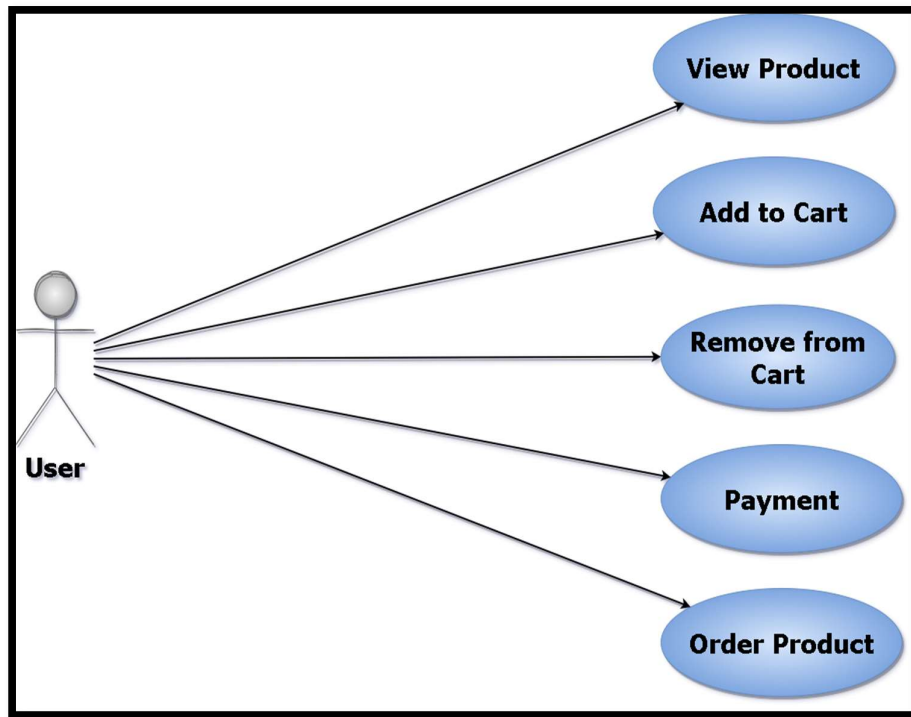 View Product
Add to Cart
Remove from
Cart
User
Payment
Order Product